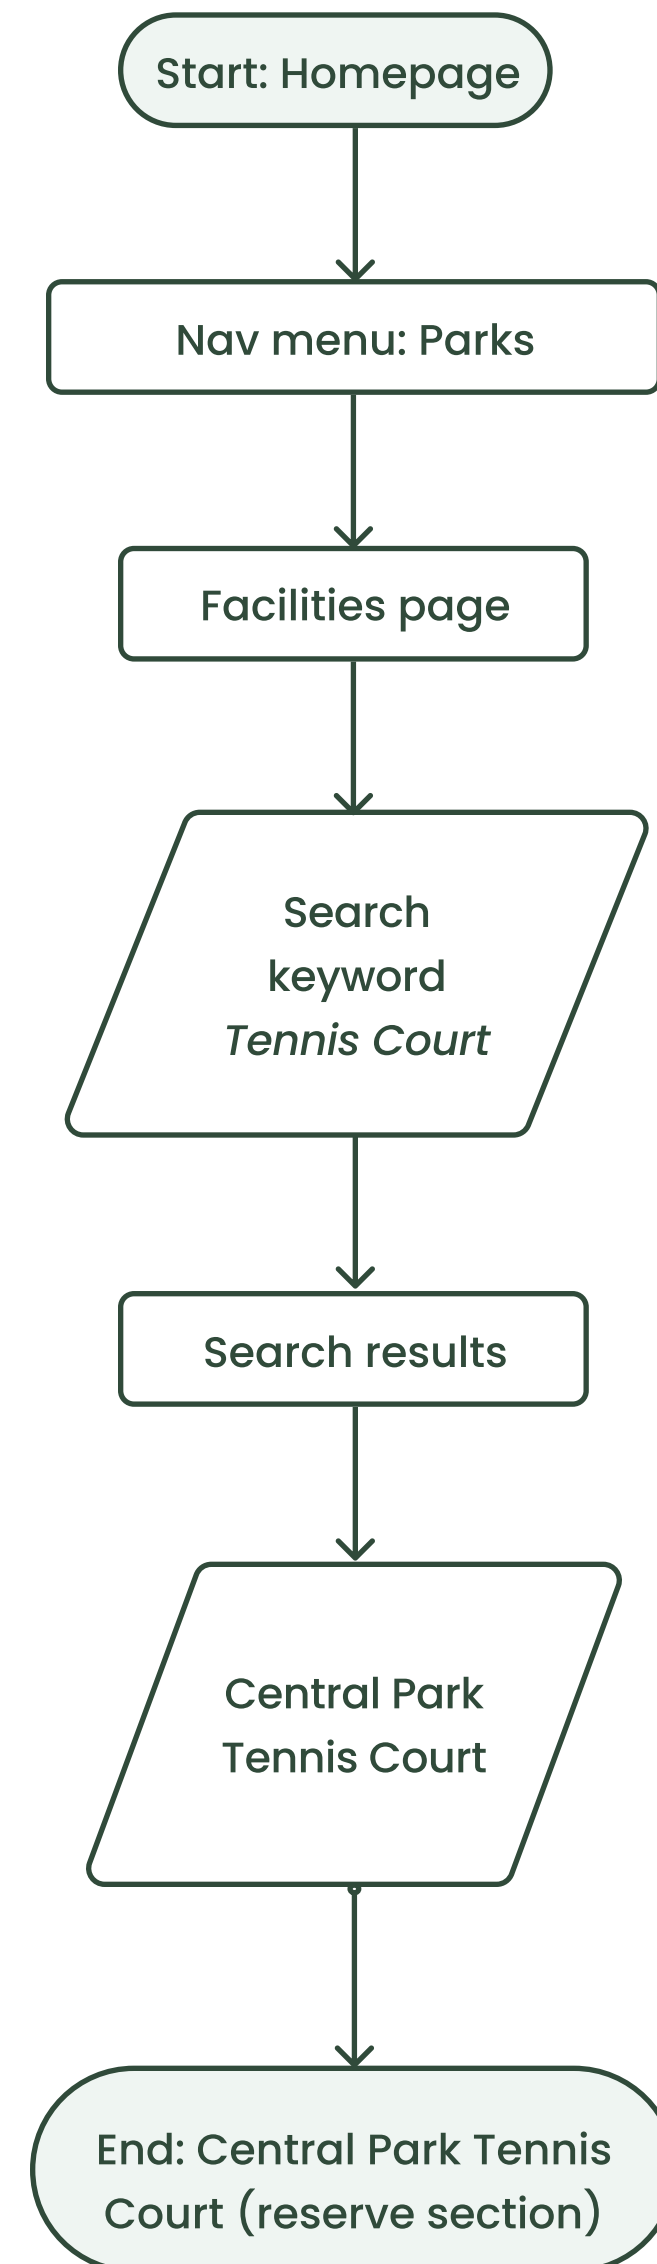 Start: Homepage
Nav menu: Parks
Facilities page
Search
keyword
Tennis Court
Search results
Central Park
Tennis Court
End: Central Park Tennis
Court (reserve section)